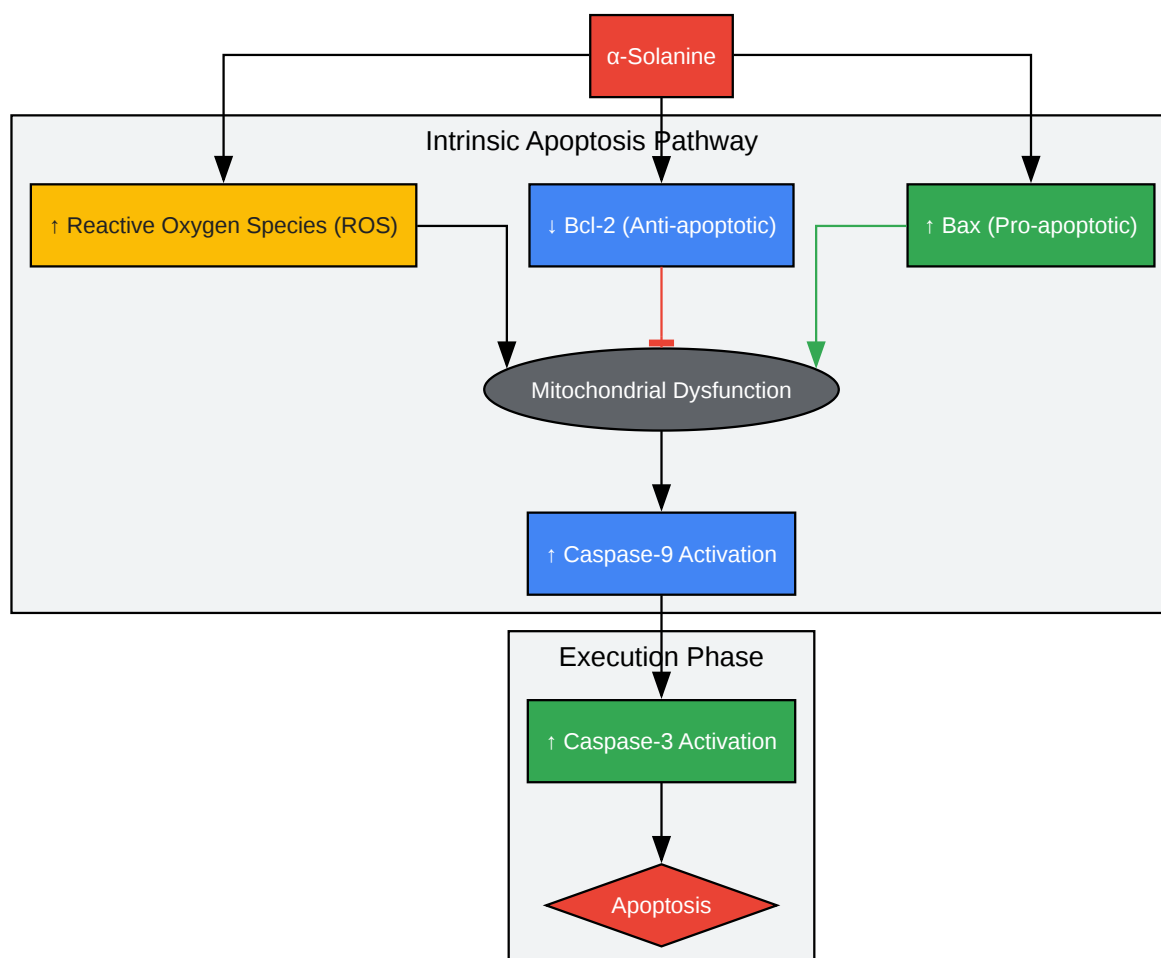 α-Solanine
Intrinsic Apoptosis Pathway
↑ Reactive Oxygen Species (ROS)
↓ Bcl-2 (Anti-apoptotic)
↑ Bax (Pro-apoptotic)
Mitochondrial Dysfunction
↑ Caspase-9 Activation
Execution Phase
↑ Caspase-3 Activation
Apoptosis